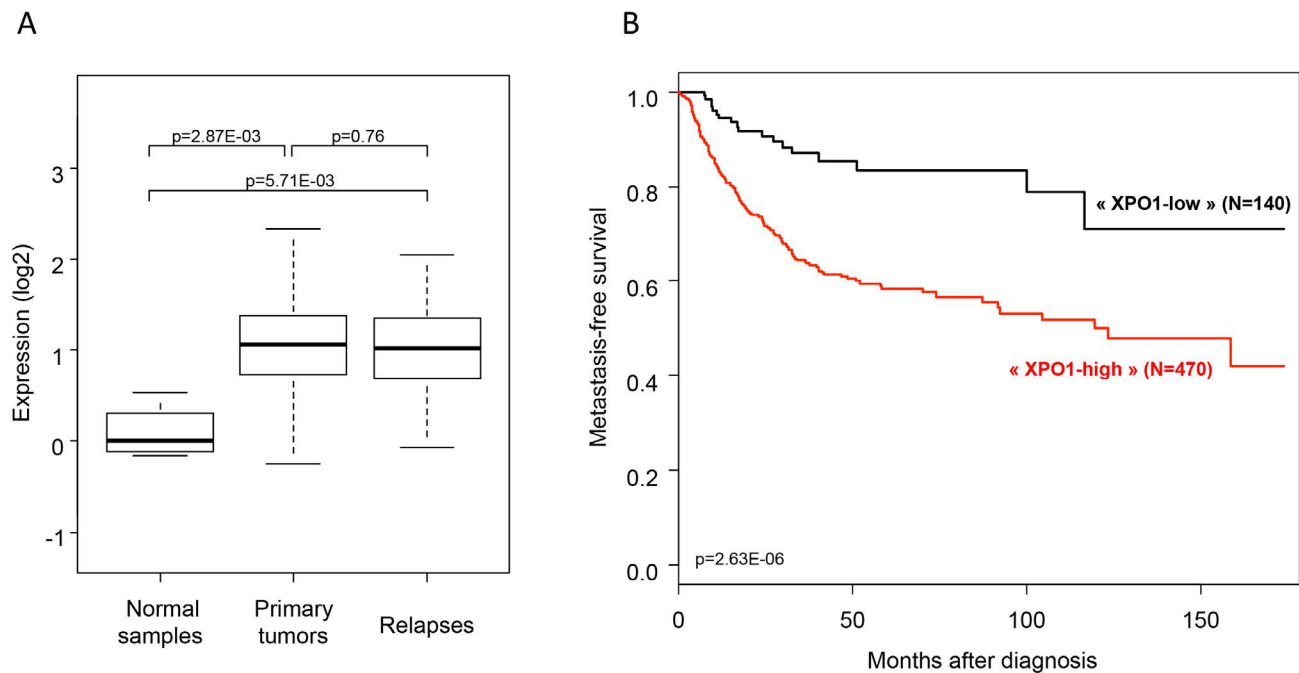 A
p=2.87E-03
p=0.76
p=5.71E-03
Expression (log2)
3
2
1
0
-1
Normal
samples
Primary
tumors
Relapses
B
Metastasis-free survival
1.0
0.8
0.6
0.4
0.2
0.0
« XPO1-low » (N=140)
« XPO1-high » (N=470)
p=2.63E-06
0
50
100
150
Months after diagnosis